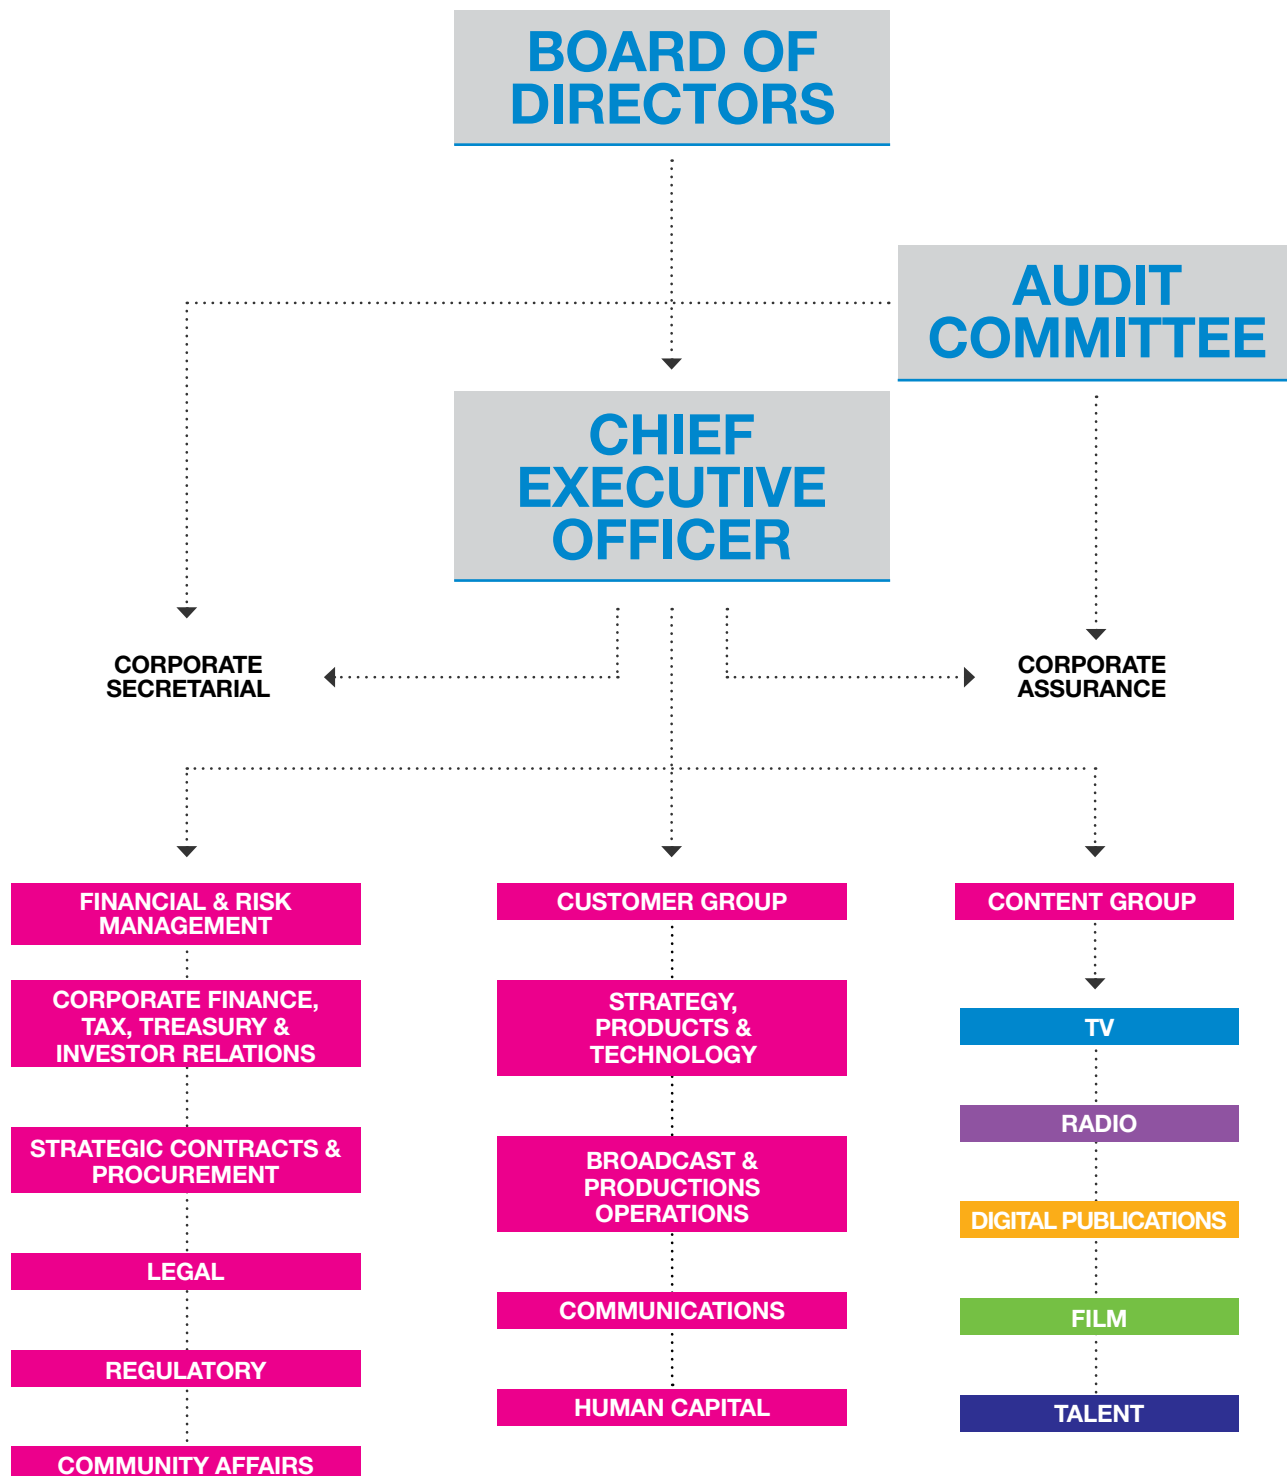 BOARD OF
DIRECTORS
AUDIT
COMMITTEE
CHIEF
EXECUTIVE
OFFICER
CORPORATE
SECRETARIAL
CORPORATE
ASSURANCE
FINANCIAL & RISK
MANAGEMENT
CORPORATE FINANCE,
TAX, TREASURY &
INVESTOR RELATIONS
STRATEGIC CONTRACTS &
PROCUREMENT
LEGAL
REGULATORY
COMMUNITY AFFAIRS
CUSTOMER GROUP
STRATEGY,
PRODUCTS &
TECHNOLOGY
BROADCAST &
PRODUCTIONS
OPERATIONS
COMMUNICATIONS
HUMAN CAPITAL
CONTENT GROUP
TV
RADIO
DIGITAL PUBLICATIONS
FILM
TALENT